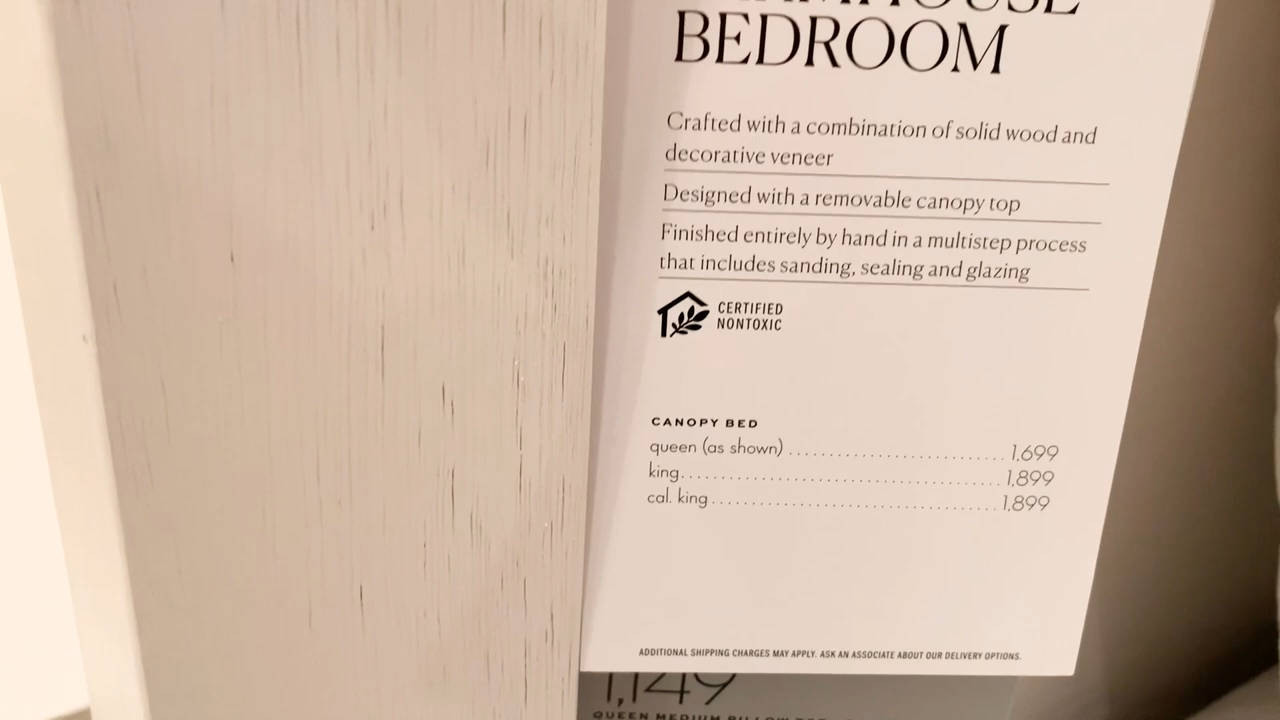 BEDROOM
Crafted with a combination of solid wood and
decorative veneer
Designed with a removable canopy top
Finished entirely by hand in a multistep process
that includes sanding, sealing and glazing
CERTIFIED
NONTOXIC
CANOPY BED
queen (as shown) ........................... 1,699
king ........................................ 1,899
cal. king .................................... 1,899
ADDITIONAL SHIPPING CHARGES MAY APPLY. ASK AN ASSOCIATE ABOUT OUR DELIVERY OPTIONS.
1,149
QUEEN MEDIUM